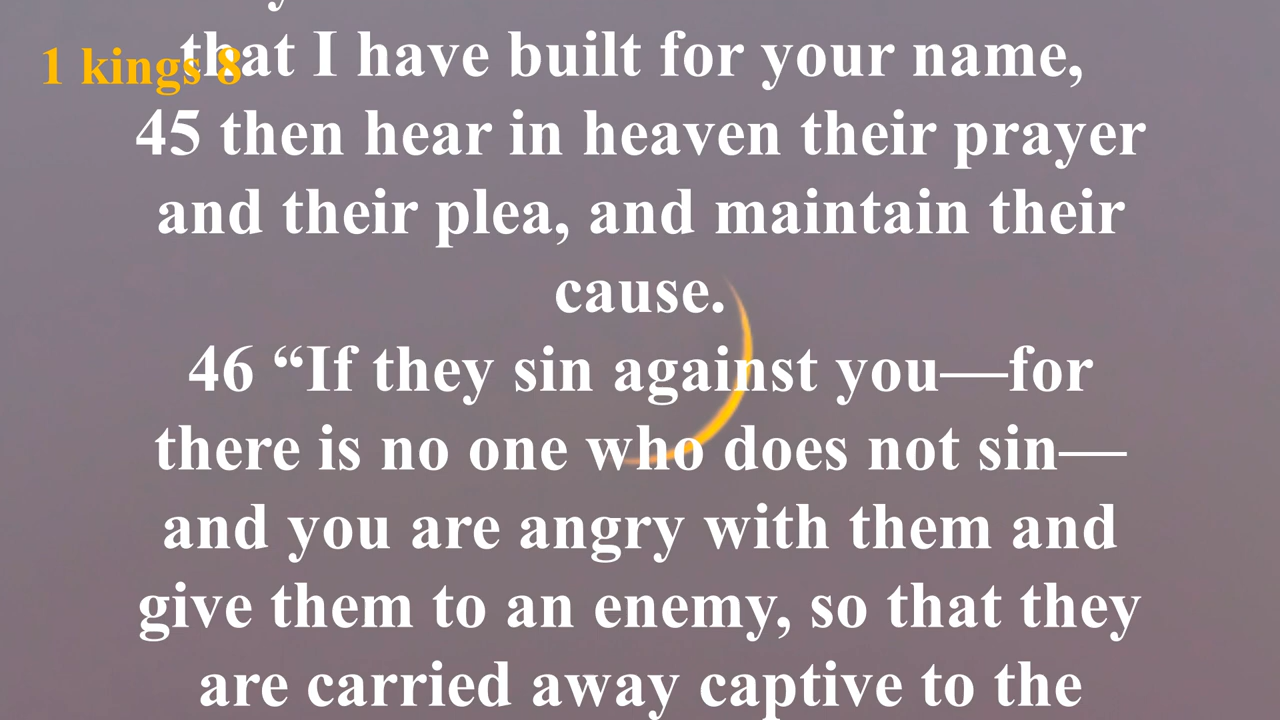 1 kings 8
that I have built for your name,
45 then hear in heaven their prayer
and their plea, and maintain their
cause.
46 “If they sin against you—for
there is no one who does not sin—
and you are angry with them and
give them to an enemy, so that they
are carried away captive to the